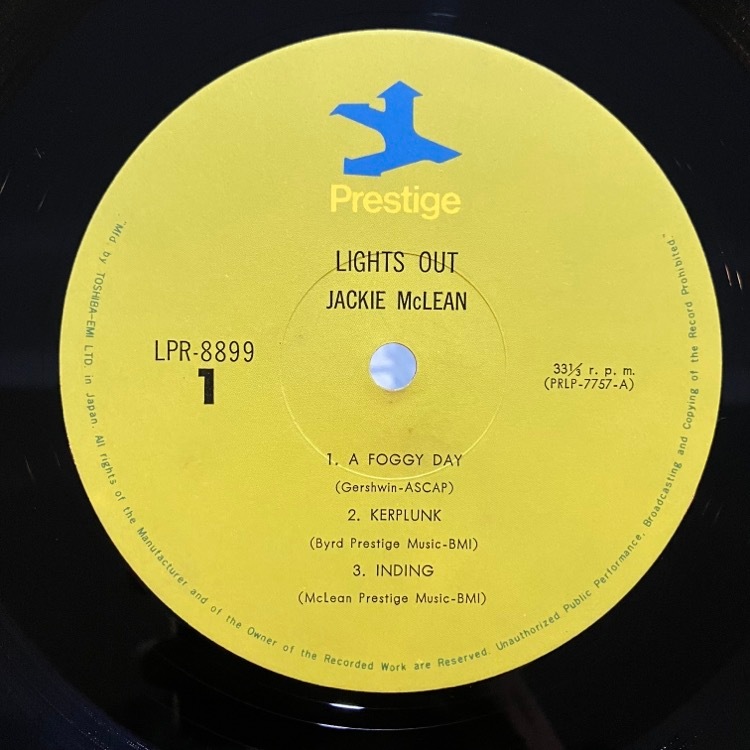 Prestige
LIGHTS OUT
JACKIE McLEAN
LPR-8899
1
33⅓ r. p. m.
(PRLP-7757-A)
1. A FOGGY DAY
(Gershwin-ASCAP)
2. KERPLUNK
(Byrd Prestige Music-BMI)
3. INDING
(McLean Prestige Music-BMI)
"Mfd. by TOSHIBA-EMI LTD. in Japan. All rights of the Manufacturer and of the Owner of the Recorded Work are Reserved. Unauthorized Public Performance, Broadcasting and Copying of the Record Prohibited."